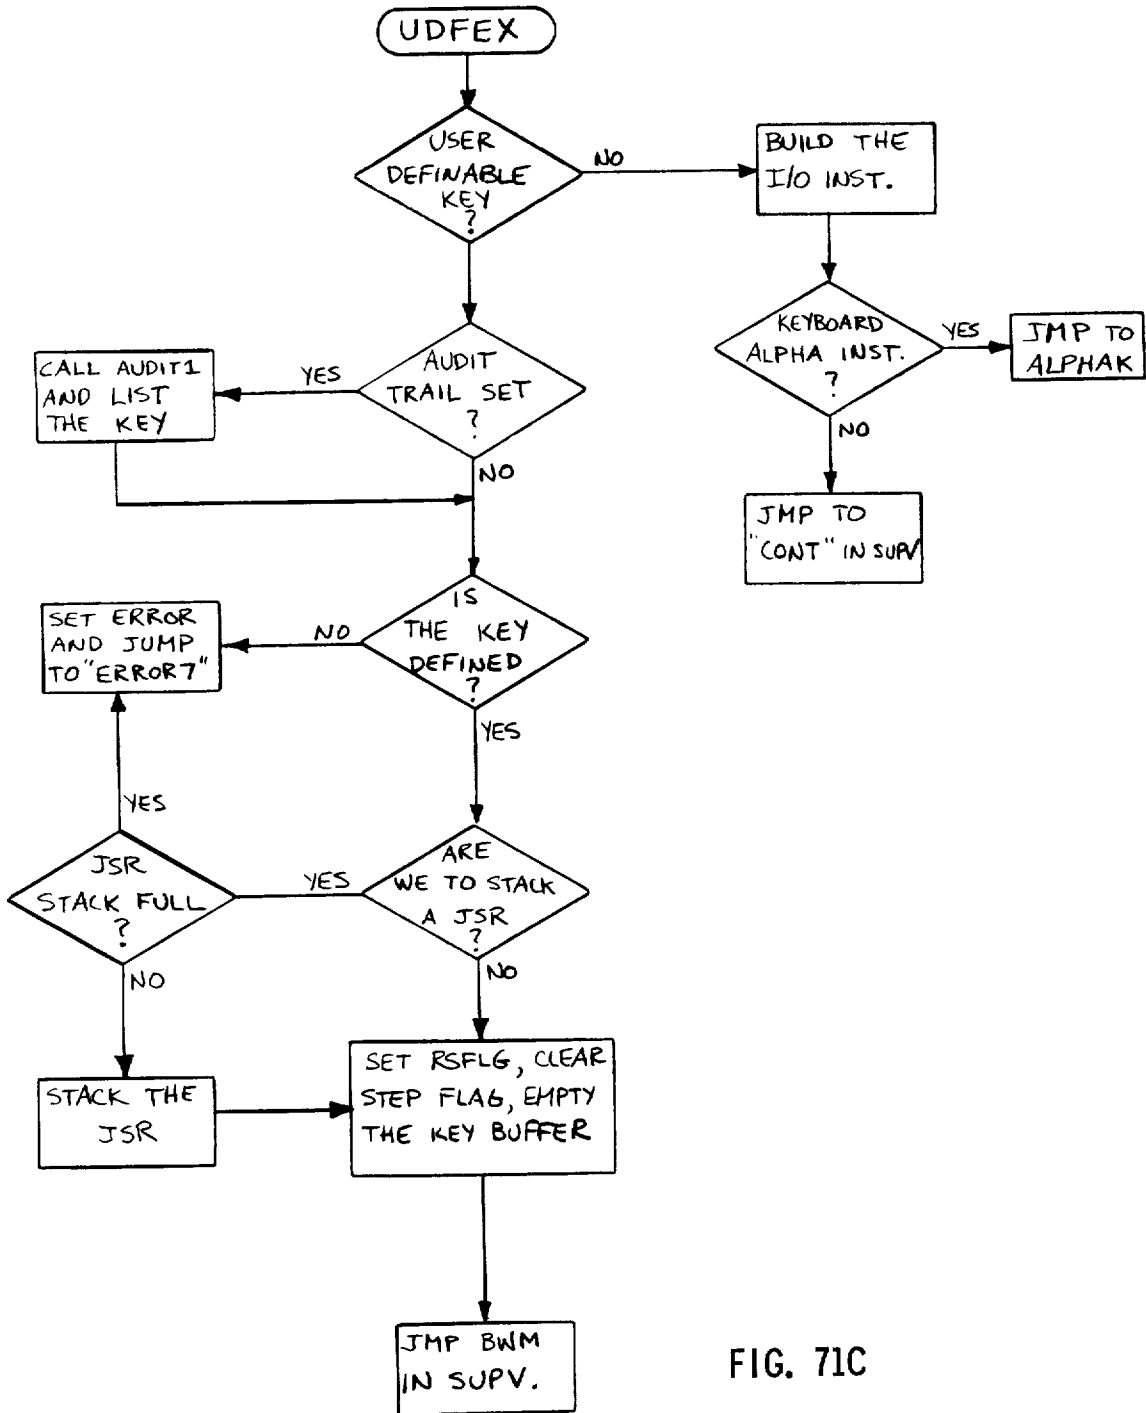 UDFEX
USER
DEFINABLE
KEY
?
NO
BUILD THE
I/O INST.
KEYBOARD
ALPHA INST.
?
YES
JMP TO
ALPHAK
NO
JMP TO
"CONT" IN SUPV
AUDIT
TRAIL SET
?
YES
CALL AUDIT1
AND LIST
THE KEY
NO
IS
THE KEY
DEFINED
?
NO
SET ERROR
AND JUMP
TO "ERROR7"
YES
ARE
WE TO STACK
A JSR
?
YES
JSR
STACK FULL
?
YES
NO
STACK THE
JSR
NO
SET RSFLG, CLEAR
STEP FLAG, EMPTY
THE KEY BUFFER
JMP BWM
IN SUPV.
FIG. 71C